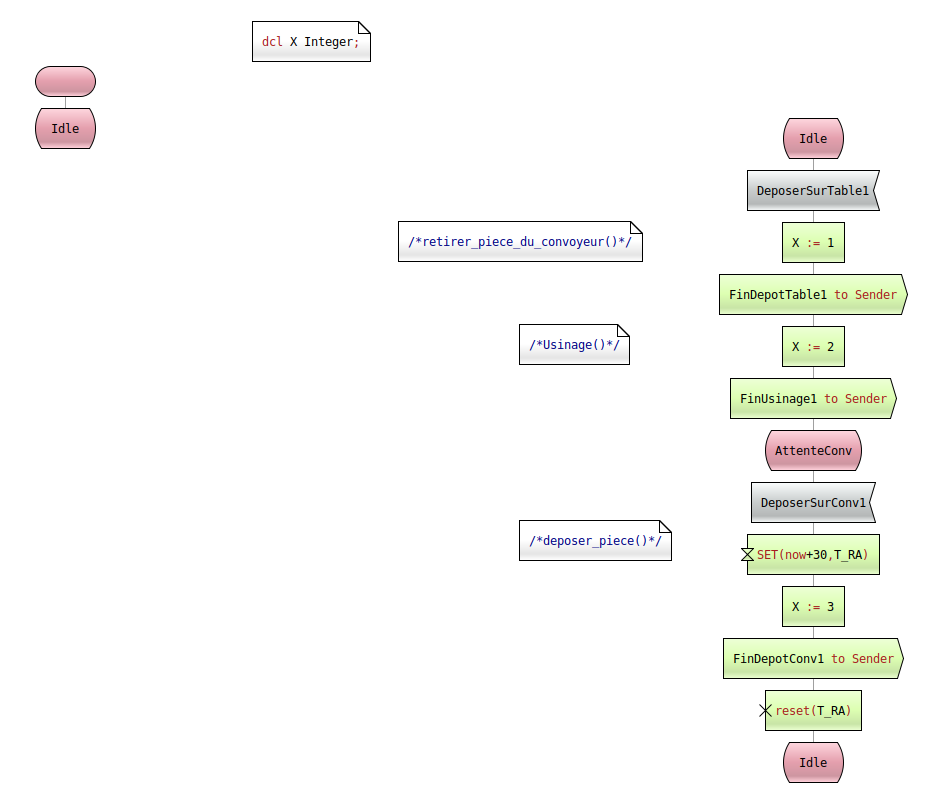 dcl X Integer;
Idle
Idle
DeposerSurTable1
/*retirer_piece_du_convoyeur()*/
X := 1
FinDepotTable1 to Sender
/*Usinage()*/
X := 2
FinUsinage1 to Sender
AttenteConv
DeposerSurConv1
/*deposer_piece()*/
SET(now+30,T_RA)
X := 3
FinDepotConv1 to Sender
reset(T_RA)
Idle